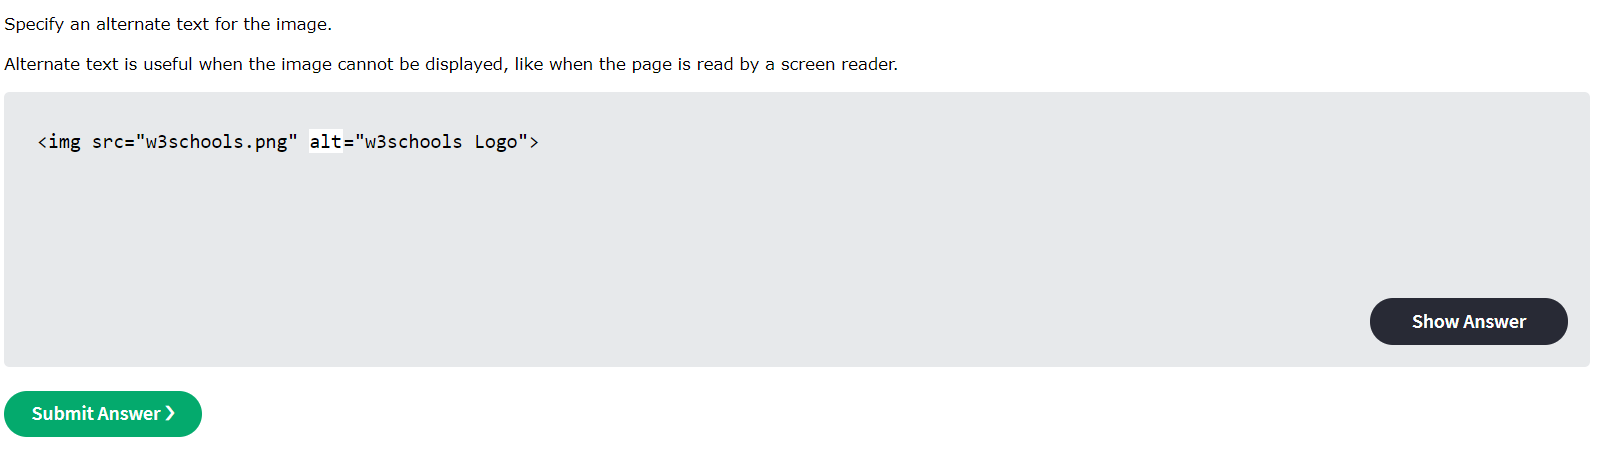 Specify an alternate text for the image.
Alternate text is useful when the image cannot be displayed, like when the page is read by a screen reader.
<img src="w3schools.png" alt="w3schools Logo">
Show Answer
Submit Answer ❯